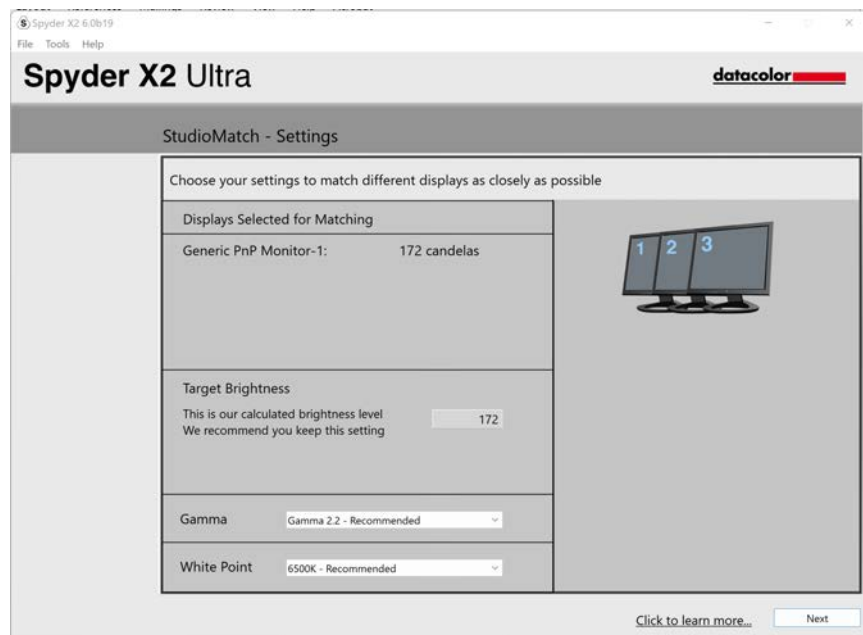 Spyder X2 6.0b19
File Tools Help
Spyder X2 Ultra
datacolor
StudioMatch - Settings
Choose your settings to match different displays as closely as possible
Displays Selected for Matching
Generic PnP Monitor-1: 172 candelas
1 2 3
Target Brightness
This is our calculated brightness level
We recommend you keep this setting
172
Gamma
Gamma 2.2 - Recommended
White Point
6500K - Recommended
Click to learn more...
Next